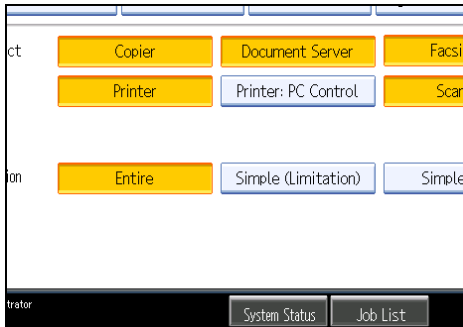 ct Copier Document Server Facsi
Printer Printer: PC Control Scar
ion Entire Simple (Limitation) Simple
trator
System Status Job List